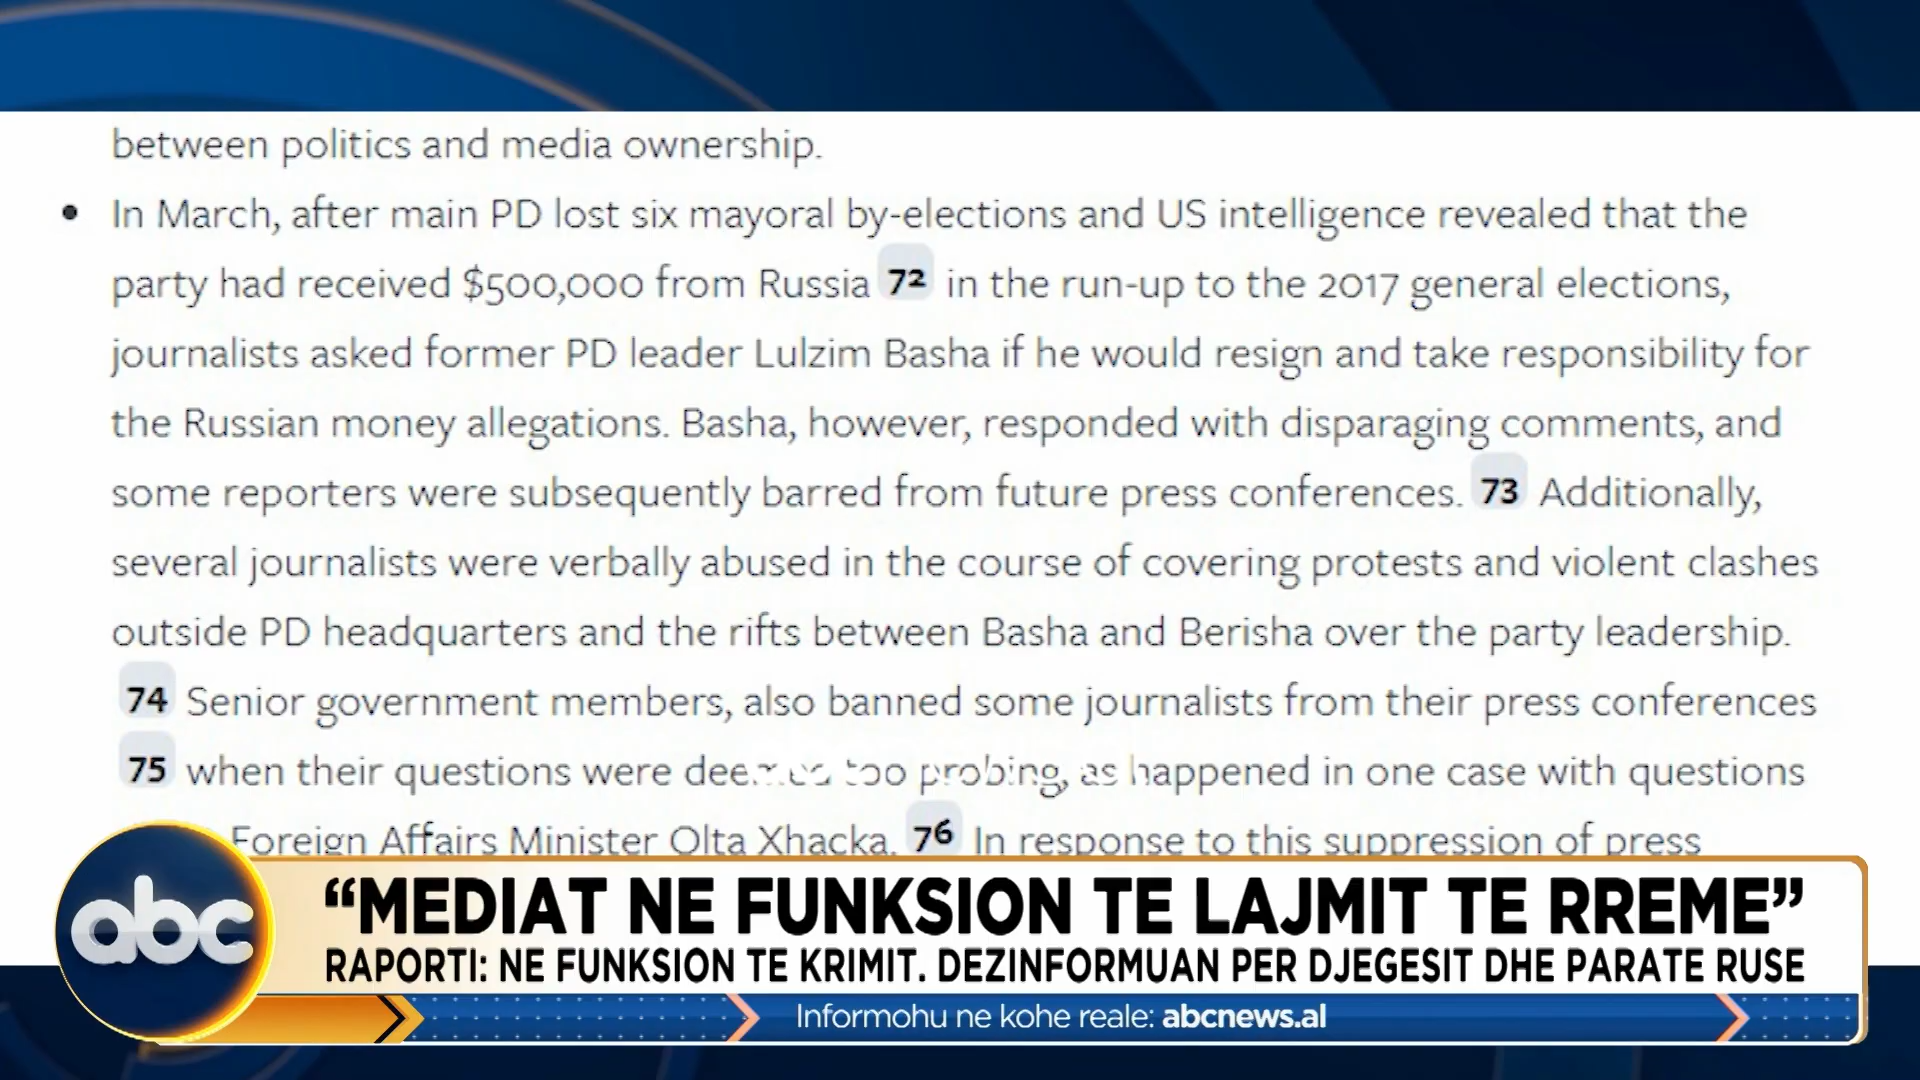 between politics and media ownership.
• In March, after main PD lost six mayoral by-elections and US intelligence revealed that the
party had received $500,000 from Russia 72 in the run-up to the 2017 general elections,
journalists asked former PD leader Lulzim Basha if he would resign and take responsibility for
the Russian money allegations. Basha, however, responded with disparaging comments, and
some reporters were subsequently barred from future press conferences. 73 Additionally,
several journalists were verbally abused in the course of covering protests and violent clashes
outside PD headquarters and the rifts between Basha and Berisha over the party leadership.
74 Senior government members, also banned some journalists from their press conferences
75 when their questions were deemed too probing, as happened in one case with questions
Foreign Affairs Minister Olta Xhacka. 76 In response to this suppression of press
abc
“MEDIAT NE FUNKSION TE LAJMIT TE RREME”
RAPORTI: NE FUNKSION TE KRIMIT. DEZINFORMUAN PER DJEGESIT DHE PARATE RUSE
Informohu ne kohe reale: abcnews.al